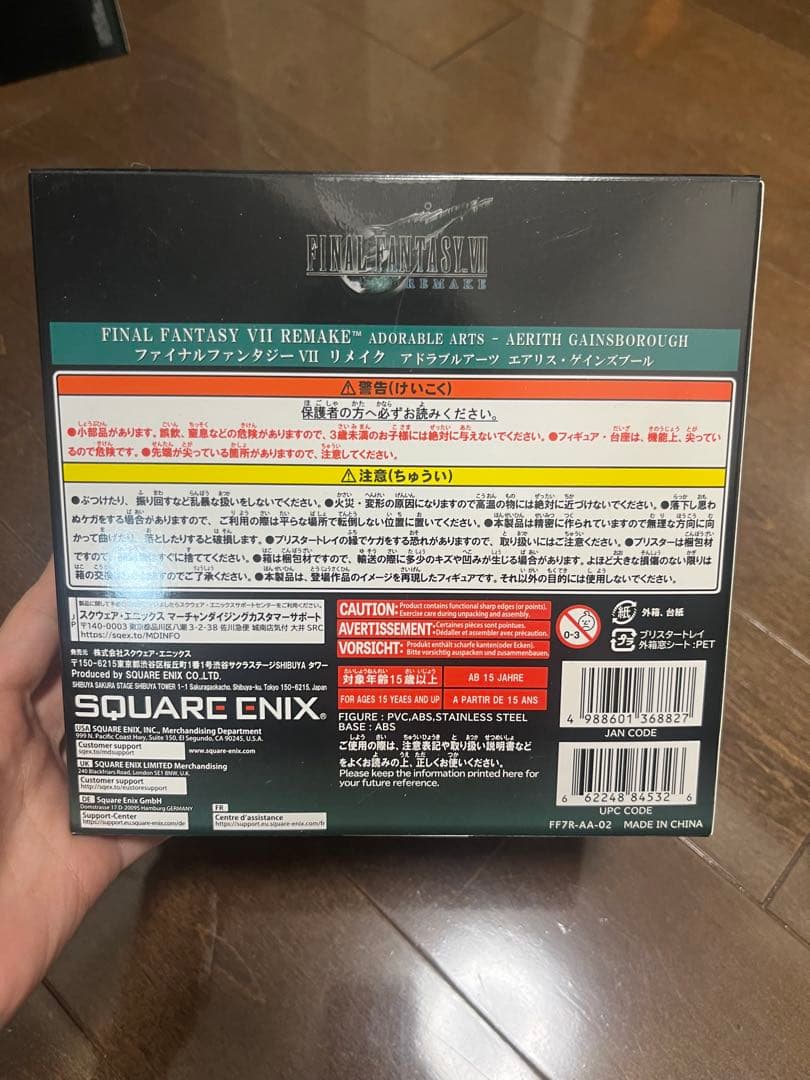 FINAL FANTASY VII
REMAKE
FINAL FANTASY VII REMAKE™ ADORABLE ARTS - AERITH GAINSBOROUGH
ファイナルファンタジーVII リメイク アドラブルアーツ エアリス・ゲインズブール
⚠警告(けいこく)
保護者の方へ必ずお読みください。
●小部品があります。誤飲、窒息などの危険がありますので、3歳未満のお子様には絶対に与えないでください。●フィギュア・台座は、機能上、尖ってい
るので危険です。●先端が尖っている箇所がありますので、注意してください。
⚠注意(ちゅうい)
●ぶつけたり、振り回すなど乱暴な扱いをしないでください。●火災・変形の原因になりますので高温の物には絶対に近づけないでください。●落下し思わ
ぬケガをする場合がありますので、ご利用の際は平らな場所で転倒しない位置に置いてください。●本製品は精密に作られていますので無理な方向に向
かって曲げたり、落としたりすると破損します。●ブリスタートレイの縁でケガをする恐れがありますので、取り扱いにはご注意ください。●ブリスターは梱包材
ですので、すぐに捨ててください。●箱は梱包材ですので、輸送の際に多少のキズや凹みが生じる場合があります。よほど大きな損傷のない限りは
箱の交換はのでご了承ください。●本製品は、登場作品のイメージを再現したフィギュアです。それ以外の目的には使用しないでください。
JP
スクウェア・エニックス マーチャンダイジングカスタマーサポート
〒140-0003 東京都品川区八潮 3-2-38 佐川急便 城南店気付 大井 SRC
https://sqex.to/MDINFO
発売元 株式会社スクウェア・エニックス
〒150-6215東京都渋谷区桜丘町1番1号渋谷サクラステージSHIBUYA タワー
Produced by SQUARE ENIX CO.,LTD.
SHIBUYA SAKURA STAGE SHIBUYA TOWER 1-1 Sakuragaokacho, Shibuya-ku, Tokyo 150-6215, Japan
SQUARE ENIX®
USA SQUARE ENIX, INC., Merchandising Department
999 N. Pacific Coast Hwy, Suite 150, El Segundo, CA 90245, U.S.A.
Customer support
sqex.to/mdsupport
www.square-enix.com
UK SQUARE ENIX LIMITED Merchandising
240 Blackfriars Road, London SE1 8NW, U.K.
Customer support
http://sqex.to/eustoresupport
DE Square Enix GmbH
Domstrasse 17 D-20095 Hamburg GERMANY
Support-Center
https://support.eu.square-enix.com/de
FR
Centre d'assistance
https://support.eu.square-enix.com/fr
CAUTION: Product contains functional sharp edges (or points). Exercise care during unpacking and assembly.
AVERTISSEMENT: Certaines pièces sont pointues. Déballer et assembler avec précaution.
VORSICHT: Produkt enthält scharfe kanten(oder Ecken). Bitte vorsichtig auspacken und zusammenbauen.
対象年齢15歳以上
AB 15 JAHRE
FOR AGES 15 YEARS AND UP
A PARTIR DE 15 ANS
FIGURE : PVC,ABS,STAINLESS STEEL
BASE : ABS
ご使用の際は、注意表記や取り扱い説明書など
をよくお読みの上、正しくお使いください。
Please keep the information printed here for
your future reference.
0-3
紙 外箱、台紙
プラ ブリスタートレイ
外箱窓シート:PET
4 988601 368827
JAN CODE
6 62248 84532 6
UPC CODE
FF7R-AA-02 MADE IN CHINA